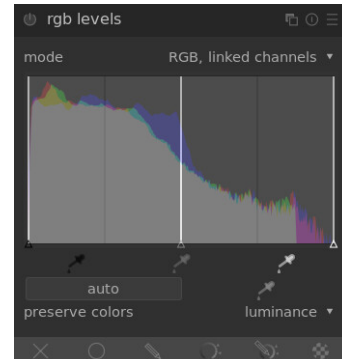 rgb levels
mode RGB, linked channels
auto
preserve colors luminance